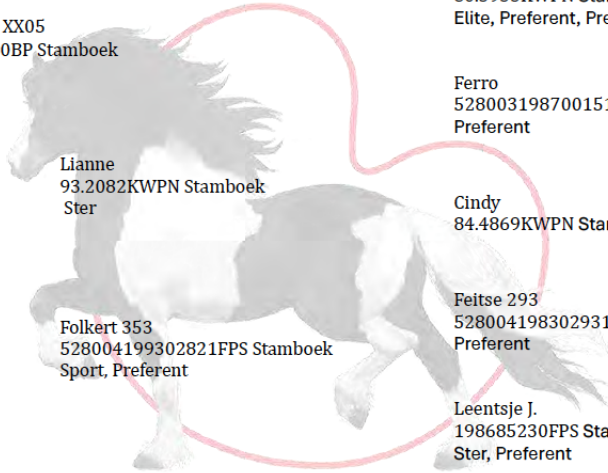 XX05
0BP Stamboek
Elite, Preferent,
Ferro
528003198700151
Preferent
Lianne
93.2082KWPN Stamboek
Ster
Cindy
84.4869KWPN
Feitse 293
528004198302931
Preferent
Folkert 353
528004199302821FPS Stamboek
Sport, Preferent
Leentsje J.
198685230FPS
Ster, Preferent